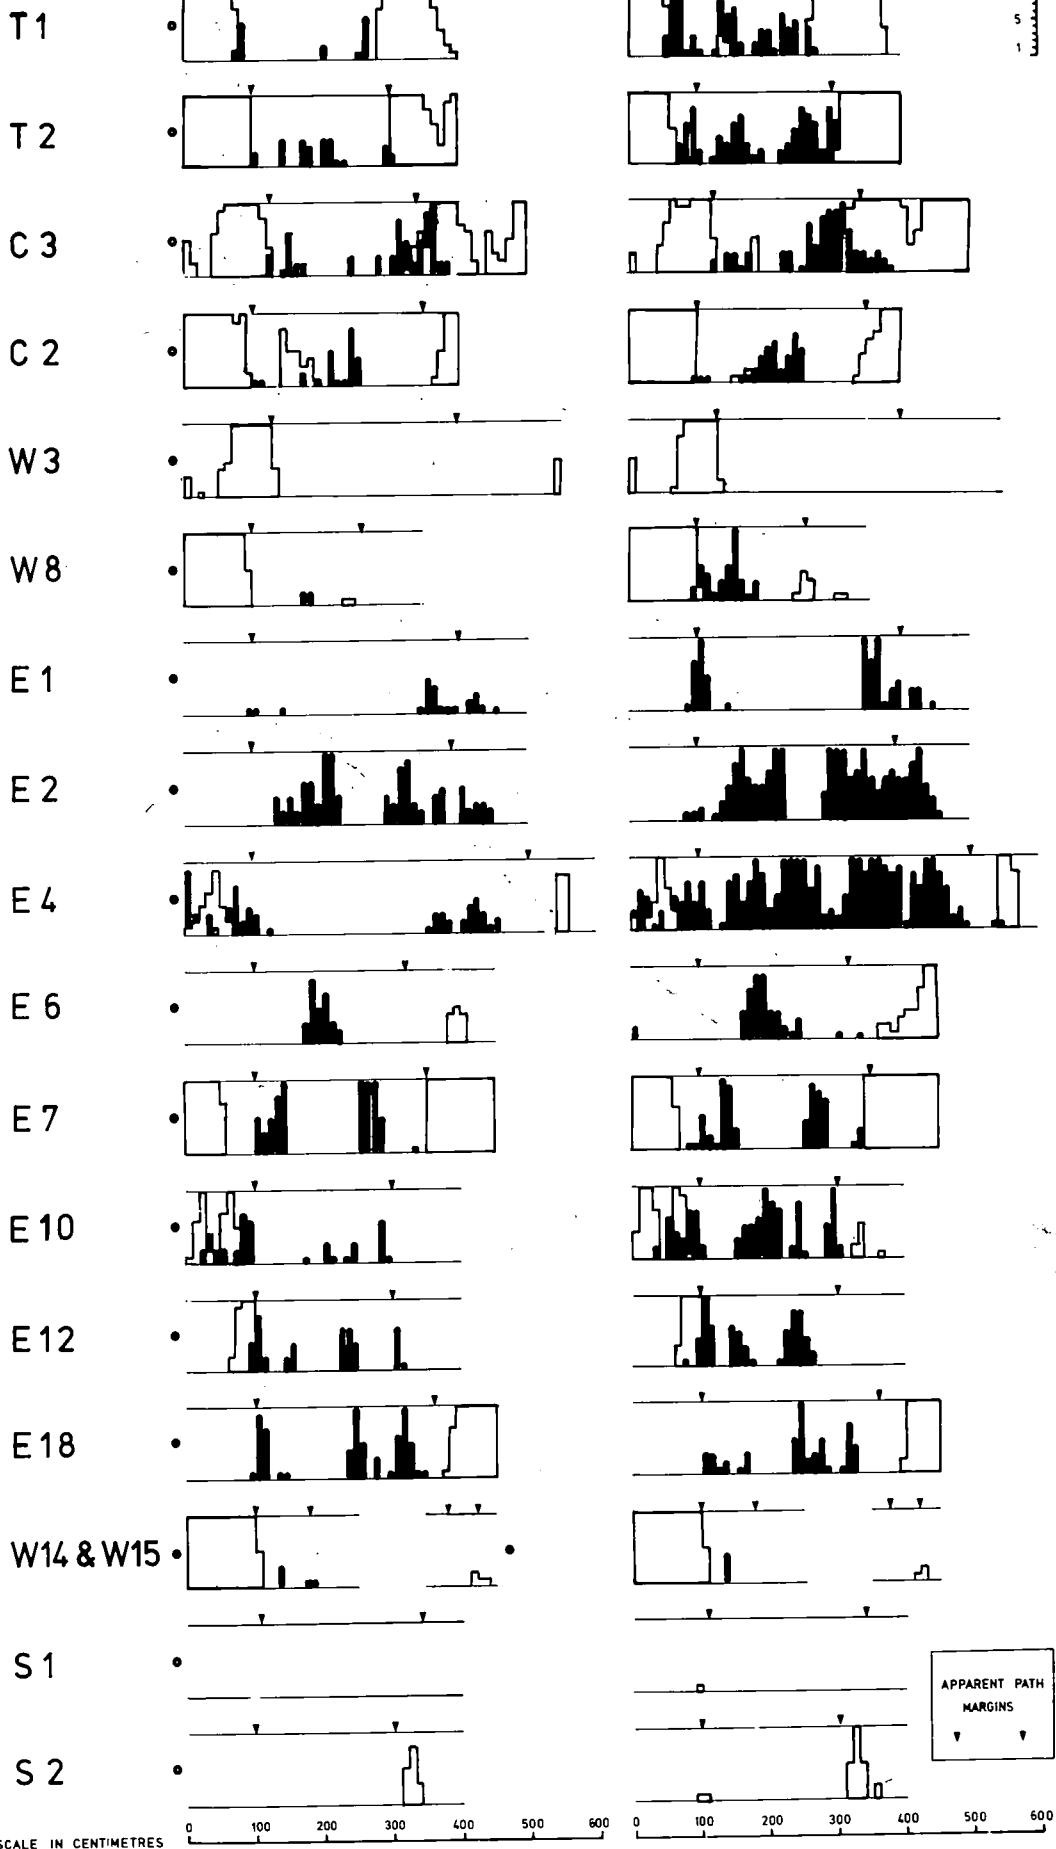 T1
5
1
T2
C3
C2
W3
W8
E1
E2
E4
E6
E7
E10
E12
E18
W14 & W15
S1
APPARENT PATH
MARGINS
S2
SCALE IN CENTIMETRES 0 100 200 300 400 500 600 0 100 200 300 400 500 600